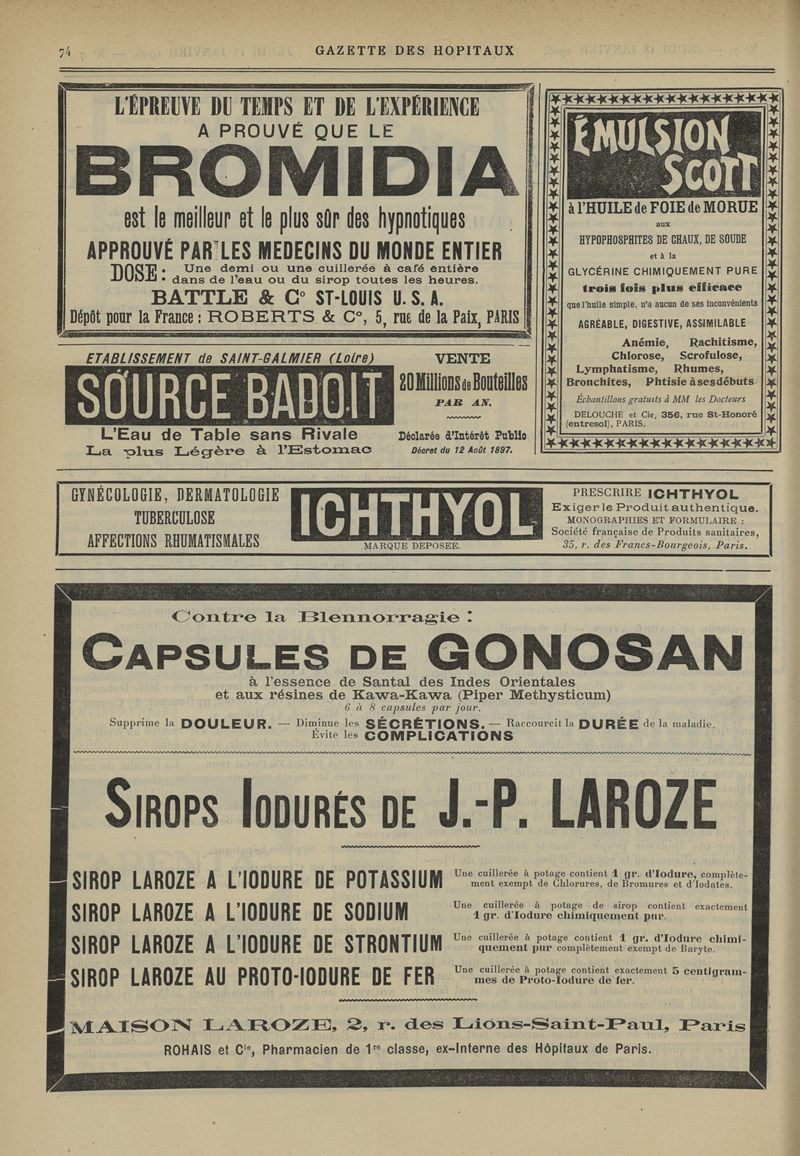 74
GAZETTE DES HOPITAUX
L'ÉPREUVE DU TEMPS ET DE L'EXPÉRIENCE
A PROUVÉ QUE LE
BROMIDIA
est le meilleur et le plus sûr des hypnotiques
APPROUVÉ PAR LES MEDECINS DU MONDE ENTIER
DOSE: Une demi ou une cuillerée à café entière
dans de l'eau ou du sirop toutes les heures.
BATTLE & Cº ST-LOUIS U. S. A.
Dépôt pour la France : ROBERTS & Cº, 5, rue de la Paix, PARIS
ÉMULSION
SCOTT
à l'HUILE de FOIE de MORUE
aux
HYPOPHOSPHITES DE CHAUX, DE SOUDE
et à la
GLYCÉRINE CHIMIQUEMENT PURE
trois fois plus efficace
que l'huile simple, n'a aucun de ses inconvénients
AGRÉABLE, DIGESTIVE, ASSIMILABLE
Anémie, Rachitisme,
Chlorose, Scrofulose,
Lymphatisme, Rhumes,
Bronchites, Phtisie à ses débuts
Échantillons gratuits à MM les Docteurs
DELOUCHE et Cie, 356, rue St-Honoré
(entresol), PARIS.
ETABLISSEMENT de SAINT-GALMIER (Loire)
SOURCE BADOIT
L'Eau de Table sans Rivale
La plus Légère à l'Estomac
VENTE
20 Millions de Bouteilles
PAR AN.
Déclarée d'Intérêt Public
Décret du 12 Août 1897.
GYNÉCOLOGIE, DERMATOLOGIE
TUBERCULOSE
AFFECTIONS RHUMATISMALES
ICHTHYOL
MARQUE DÉPOSÉE.
PRESCRIRE ICHTHYOL
Exiger le Produit authentique.
MONOGRAPHIES ET FORMULAIRE :
Société française de Produits sanitaires,
35, r. des Francs-Bourgeois, Paris.
Contre la Blennorragie :
CAPSULES DE GONOSAN
à l'essence de Santal des Indes Orientales
et aux résines de Kawa-Kawa (Piper Methysticum)
6 à 8 capsules par jour.
Supprime la DOULEUR. — Diminue les SÉCRÉTIONS. — Raccourcit la DURÉE de la maladie.
Évite les COMPLICATIONS
SIROPS IODURÉS DE J.-P. LAROZE
SIROP LAROZE A L'IODURE DE POTASSIUM
Une cuillerée à potage contient 1 gr. d'Iodure, complète-
ment exempt de Chlorures, de Bromures et d'Iodates.
SIROP LAROZE A L'IODURE DE SODIUM
Une cuillerée à potage de sirop contient exactement
1 gr. d'Iodure chimiquement pur.
SIROP LAROZE A L'IODURE DE STRONTIUM
Une cuillerée à potage contient 1 gr. d'Iodure chimi-
quement pur complètement exempt de Baryte.
SIROP LAROZE AU PROTO-IODURE DE FER
Une cuillerée à potage contient exactement 5 centigram-
mes de Proto-Iodure de fer.
MAISON LAROZE, 2, r. des Lions-Saint-Paul, Paris
ROHAIS et Cie, Pharmacien de 1re classe, ex-Interne des Hôpitaux de Paris.